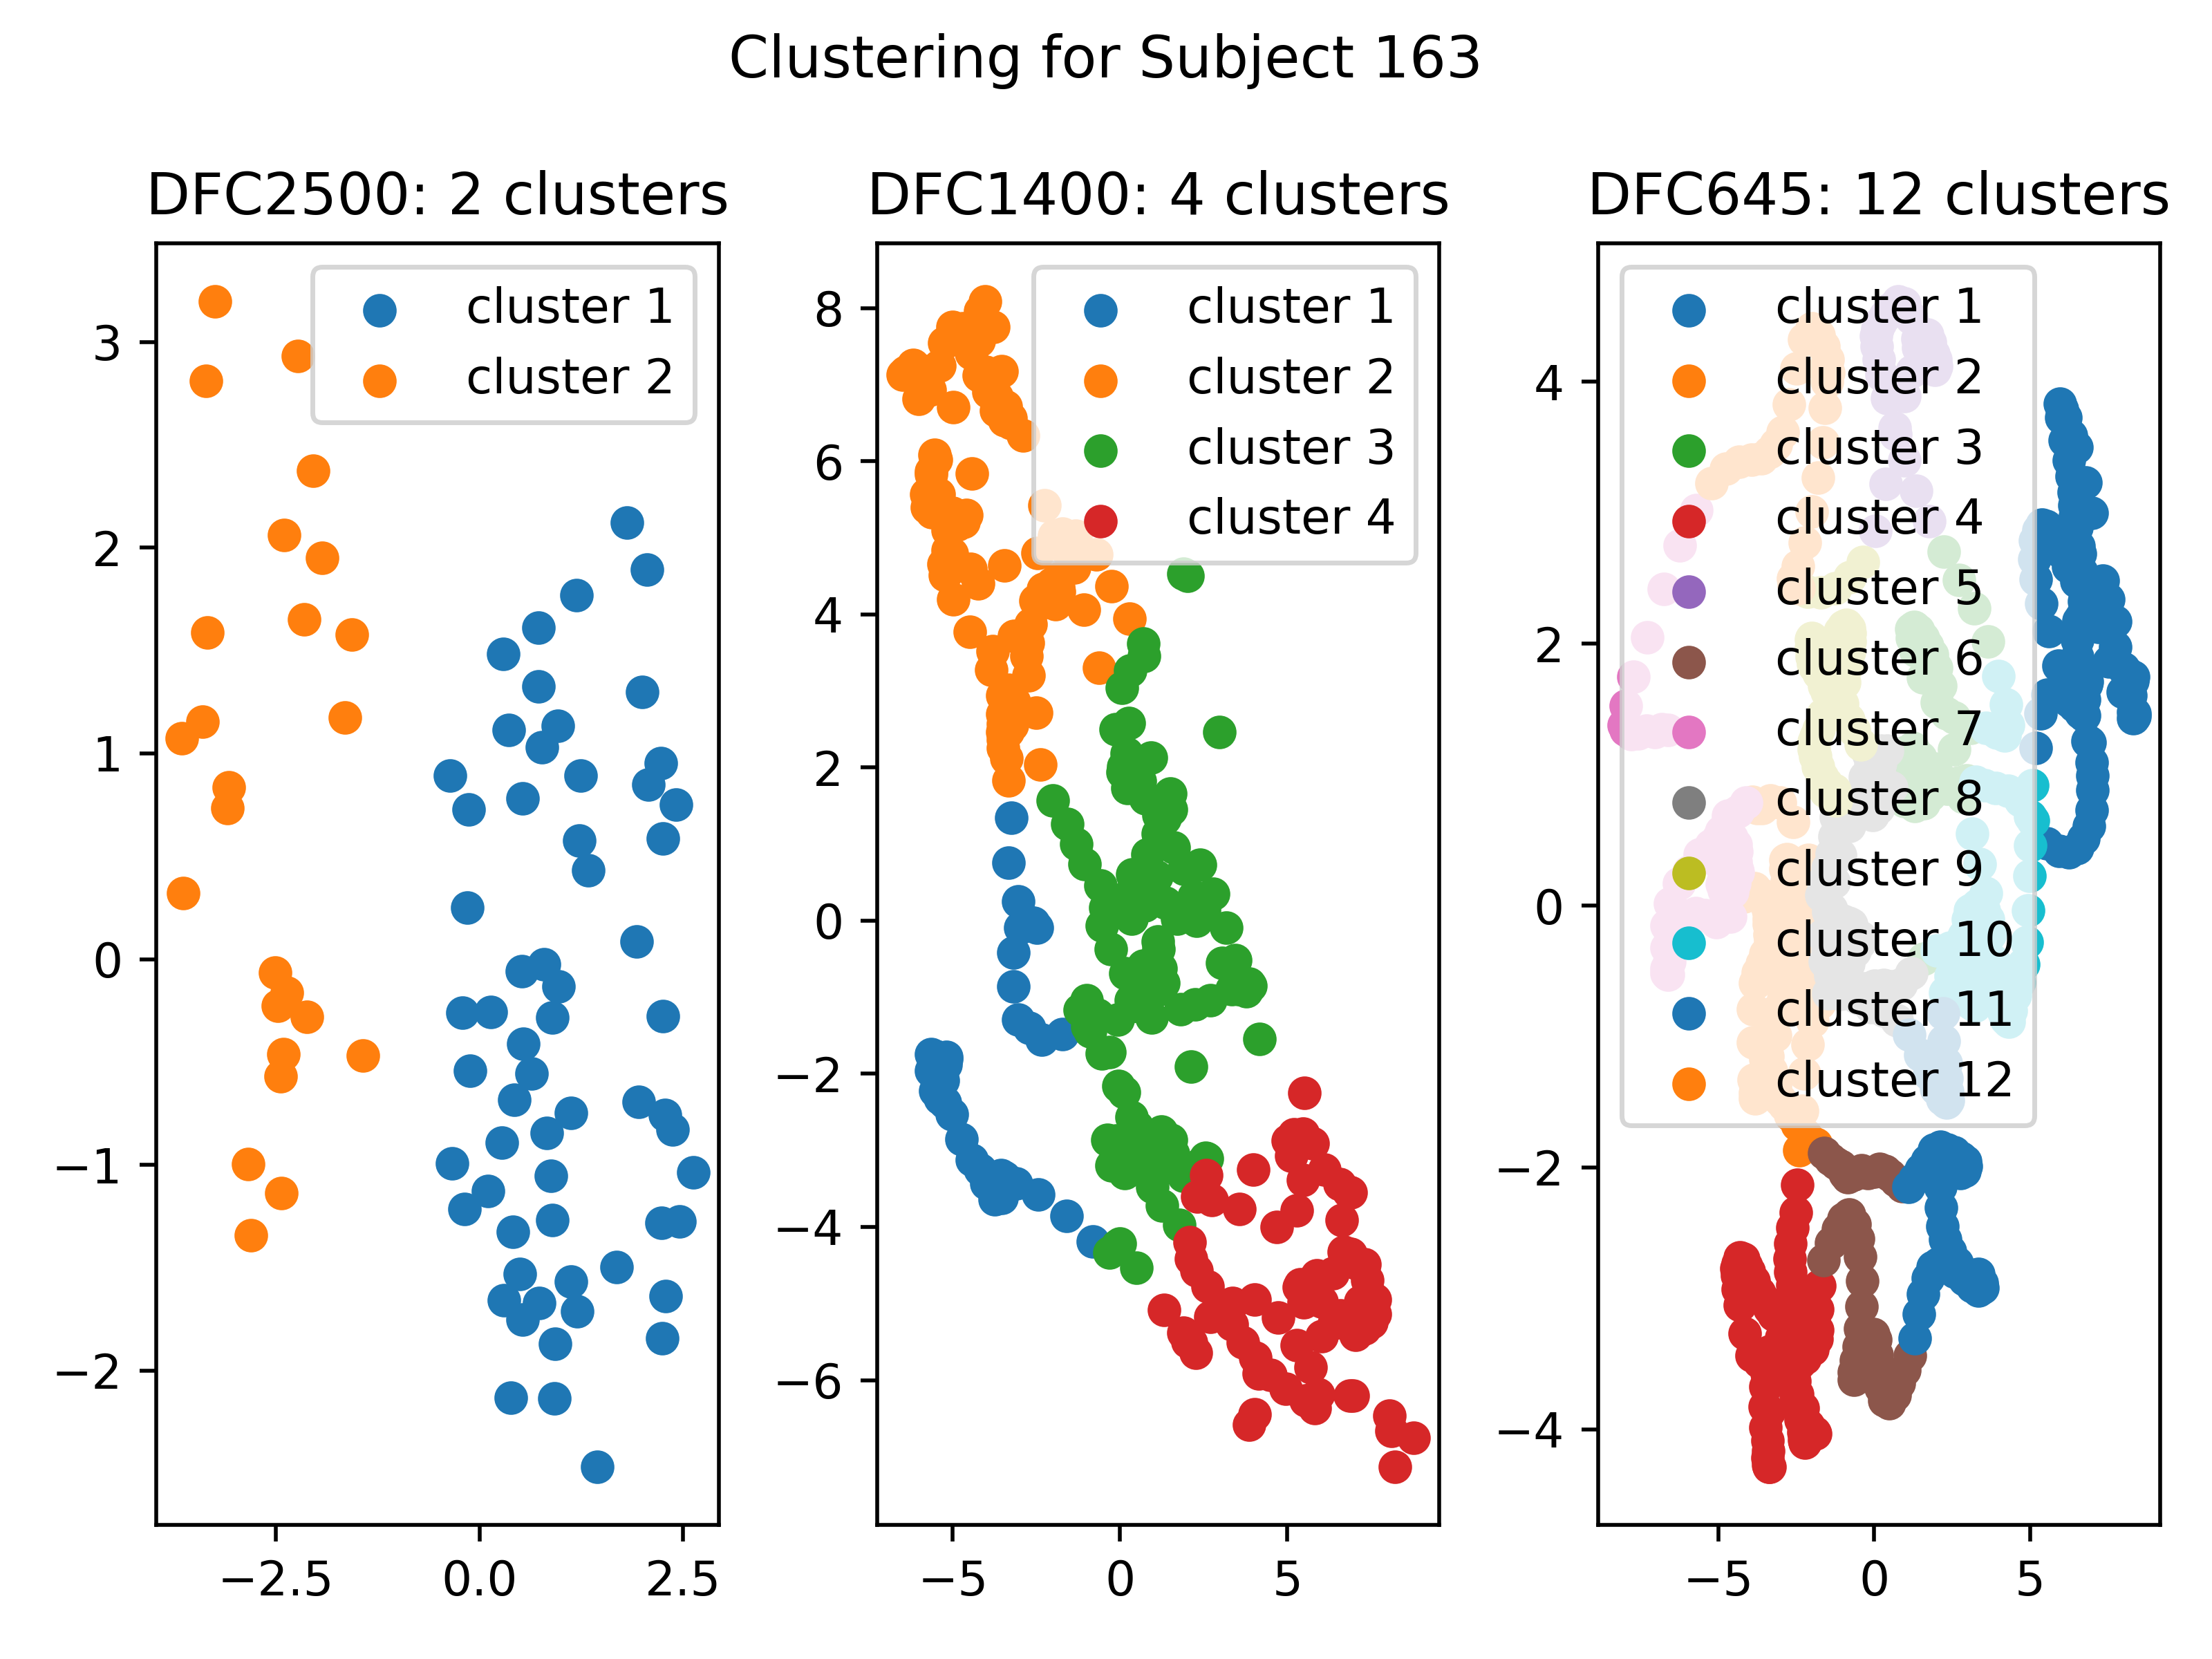 Clustering for Subject 163
DFC2500: 2 clusters
cluster 1
cluster 2
3
2
1
0
−1
−2
−2.5
0.0
2.5
DFC1400: 4 clusters
cluster 1
cluster 2
cluster 3
cluster 4
8
6
4
2
0
−2
−4
−6
−5
0
5
DFC645: 12 clusters
cluster 1
cluster 2
cluster 3
cluster 4
cluster 5
cluster 6
cluster 7
cluster 8
cluster 9
cluster 10
cluster 11
cluster 12
4
2
0
−2
−4
−5
0
5